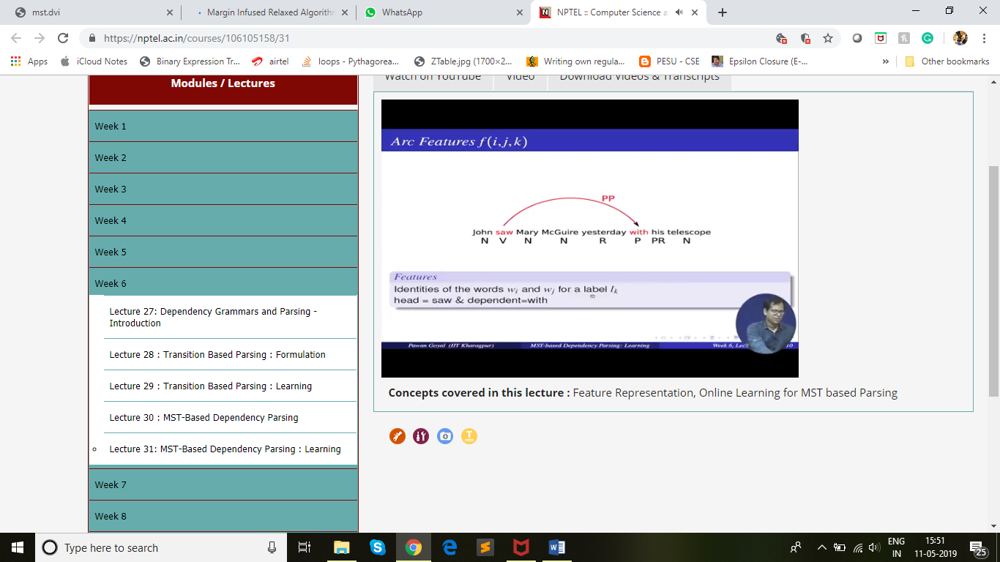 mst.dvi
Margin Infused Relaxed Algorithm
WhatsApp
NPTEL :: Computer Science a
https://nptel.ac.in/courses/106105158/31
Apps
iCloud Notes
Binary Expression Tr...
airtel
loops - Pythagorea...
ZTable.jpg (1700×2...
Writing own regula...
PESU - CSE
Epsilon Closure (E-...
»
Other bookmarks
Modules / Lectures
Week 1
Week 2
Week 3
Week 4
Week 5
Week 6
Lecture 27: Dependency Grammars and Parsing -
Introduction
Lecture 28 : Transition Based Parsing : Formulation
Lecture 29 : Transition Based Parsing : Learning
Lecture 30 : MST-Based Dependency Parsing
Lecture 31: MST-Based Dependency Parsing : Learning
Week 7
Week 8
Watch on YouTube
Video
Download Videos & Transcripts
Arc Features f(i,j,k)
PP
John saw Mary McGuire yesterday with his telescope
N V N N R P PR N
Features
Identities of the words wi and wj for a label lk
head = saw & dependent=with
Pawan Goyal (IIT Kharagpur)
MST-based Dependency Parsing: Learning
Week 6, Lec
10
Concepts covered in this lecture : Feature Representation, Online Learning for MST based Parsing
Type here to search
ENG
IN
15:51
11-05-2019
25